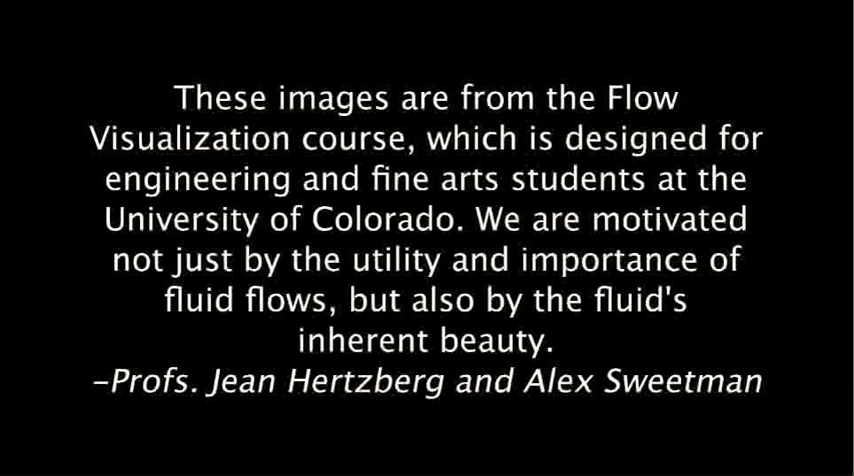 These images are from the Flow
Visualization course, which is designed for
engineering and fine arts students at the
University of Colorado. We are motivated
not just by the utility and importance of
fluid flows, but also by the fluid's
inherent beauty.
–Profs. Jean Hertzberg and Alex Sweetman